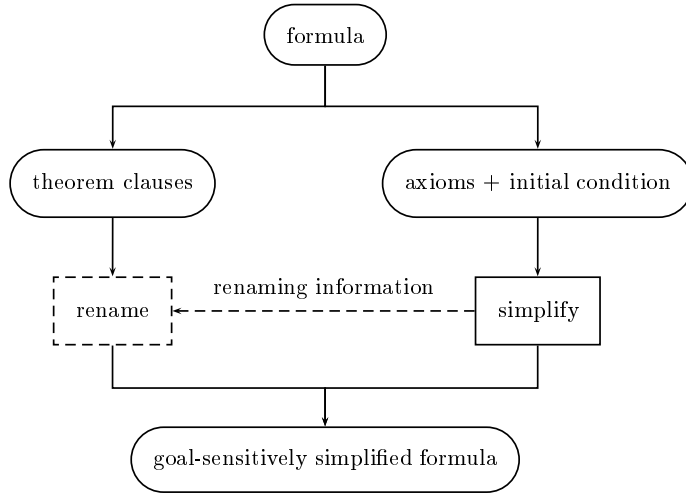 formula
theorem clauses
axioms + initial condition
renaming information
rename
simplify
goal-sensitively simplified formula